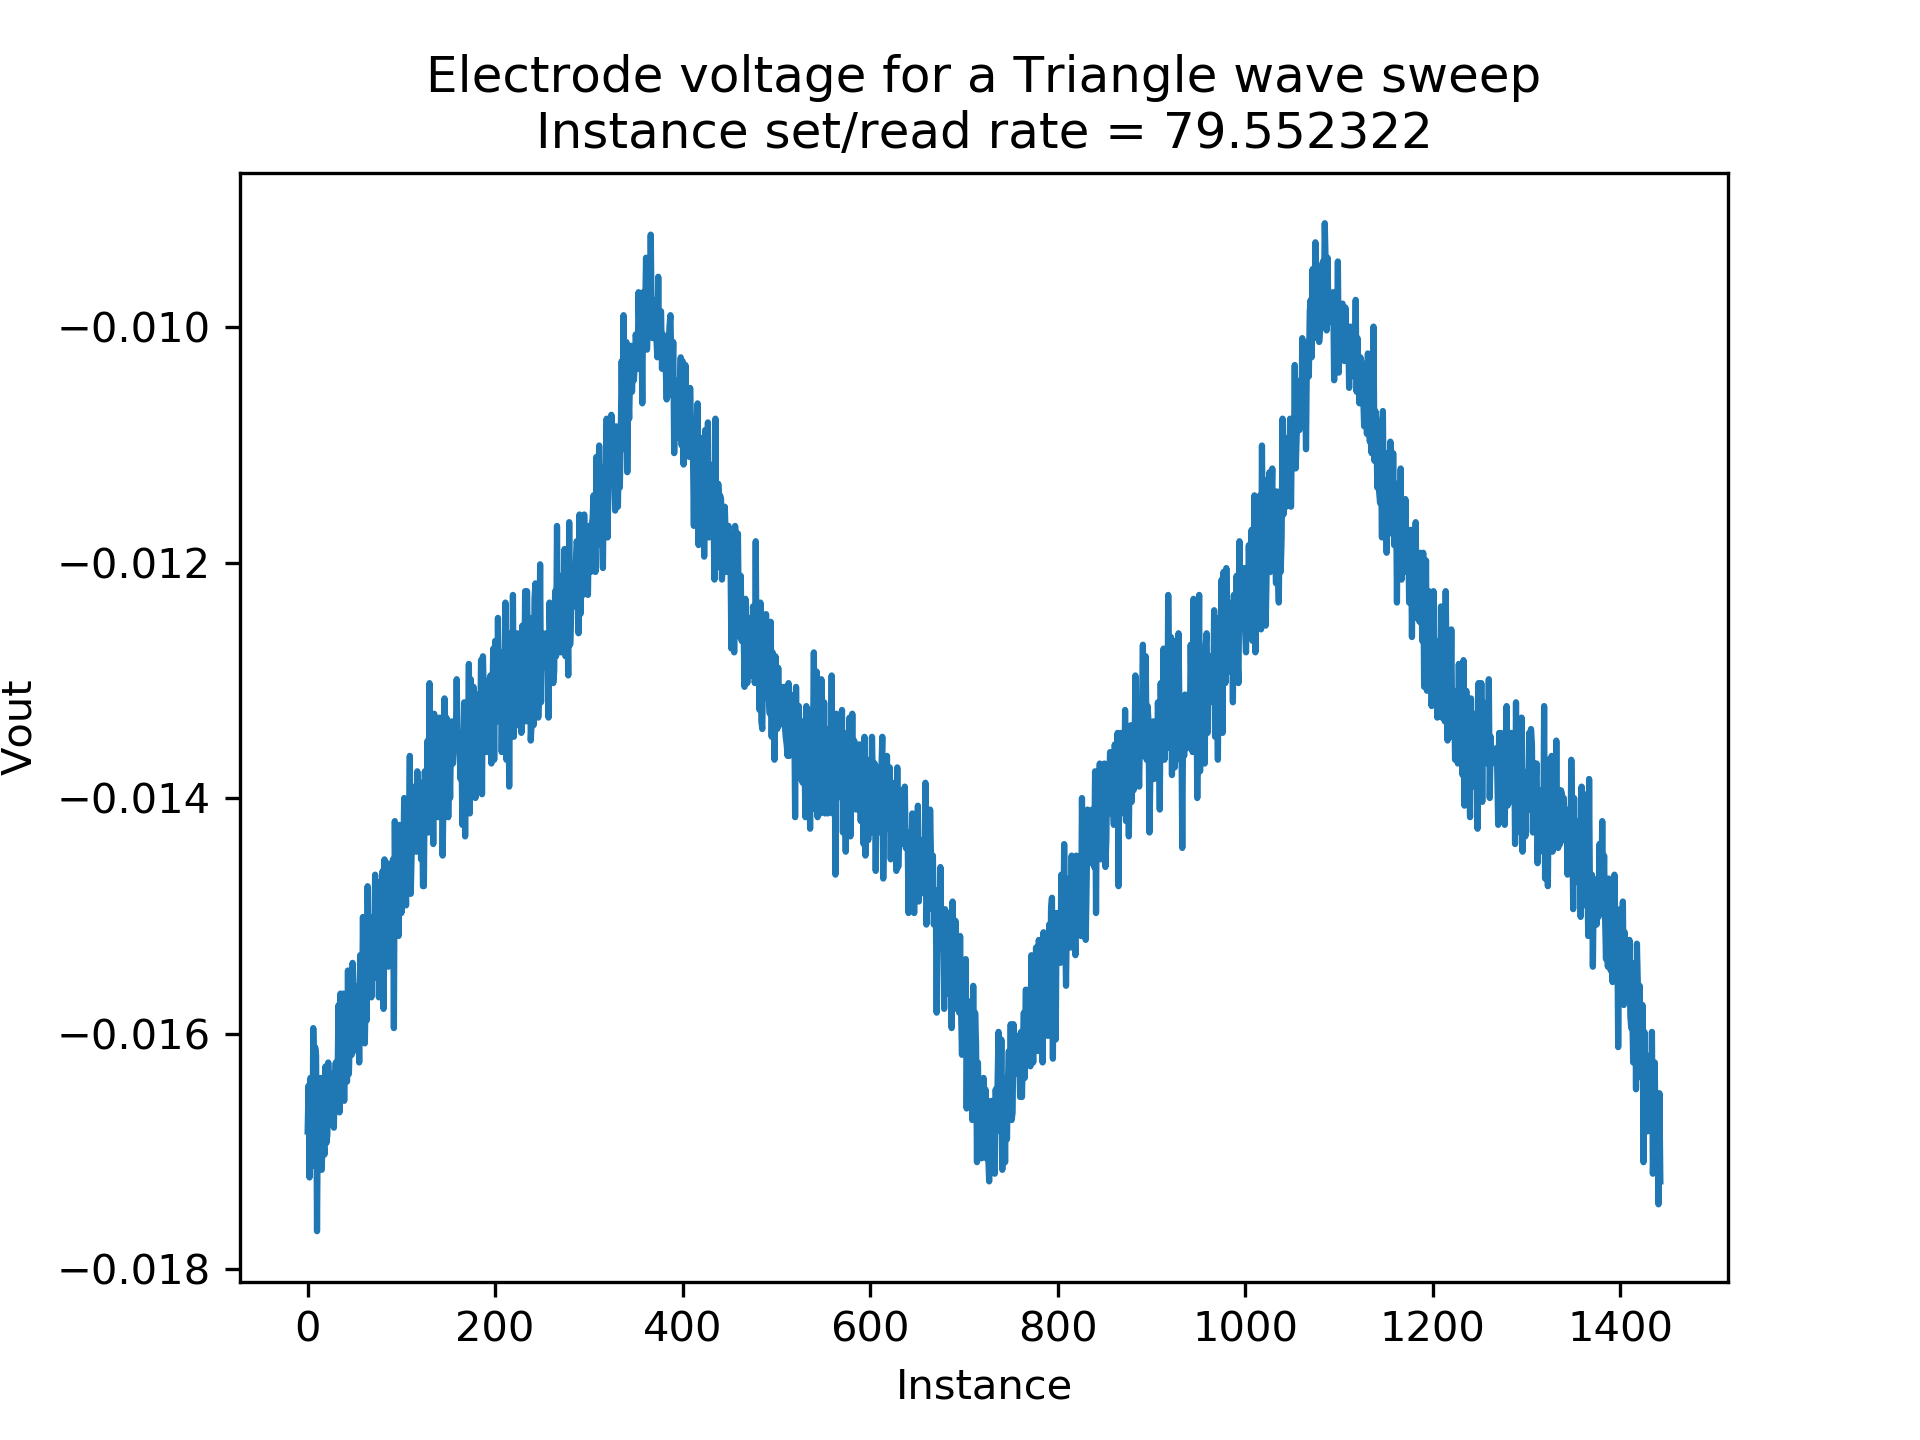 Electrode voltage for a Triangle wave sweep
Instance set/read rate = 79.552322
Vout
−0.010
−0.012
−0.014
−0.016
−0.018
0 200 400 600 800 1000 1200 1400
Instance